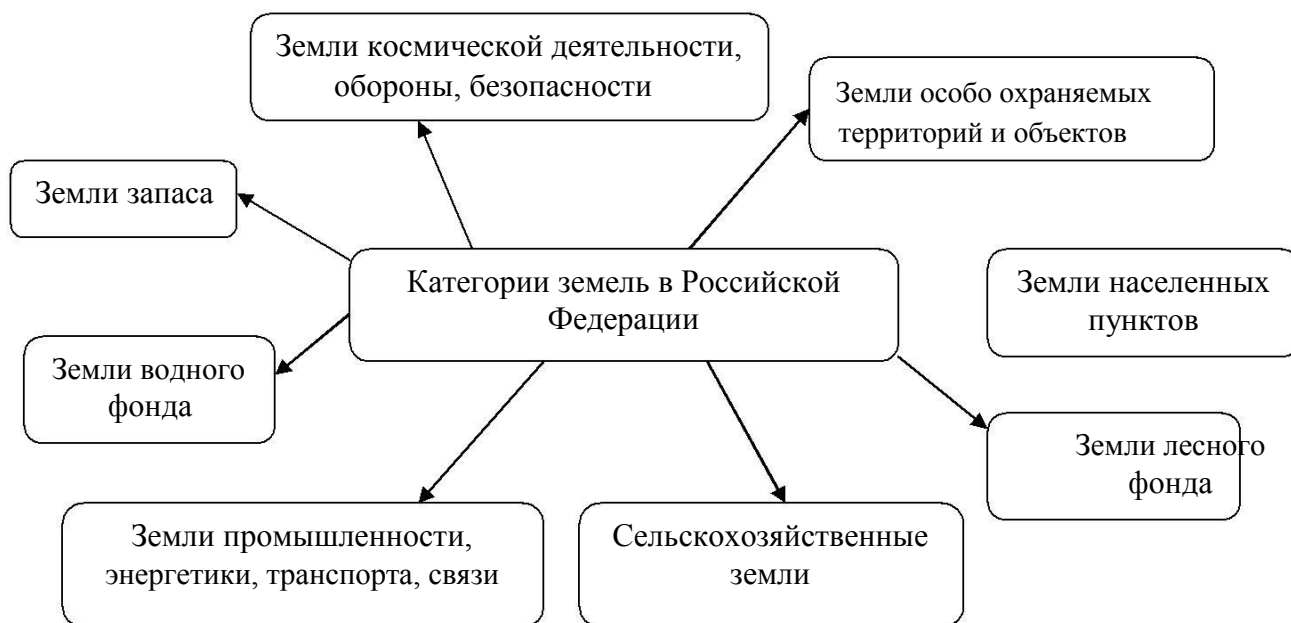 Земли космической деятельности,
обороны, безопасности
Земли особо охраняемых
территорий и объектов
Земли запаса
Категории земель в Российской
Федерации
Земли населенных
пунктов
Земли водного
фонда
Земли лесного
фонда
Земли промышленности,
энергетики, транспорта, связи
Сельскохозяйственные
земли